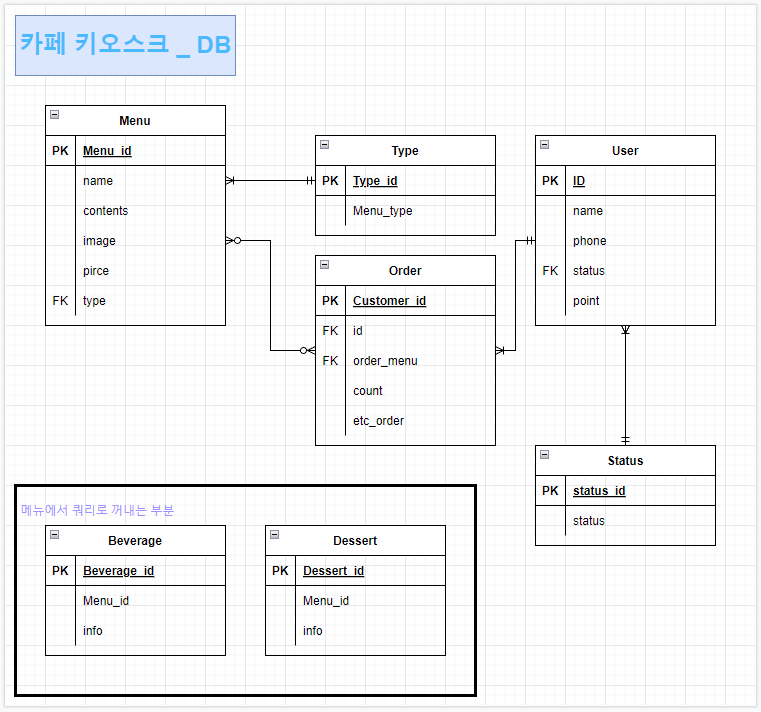 카페 키오스크 _ DB
Menu
PK Menu_id
name
contents
image
pirce
FK type
Type
PK Type_id
Menu_type
User
PK ID
name
phone
FK status
point
Order
PK Customer_id
FK id
FK order_menu
count
etc_order
Status
PK status_id
status
메뉴에서 쿼리로 꺼내는 부분
Beverage
PK Beverage_id
Menu_id
info
Dessert
PK Dessert_id
Menu_id
info